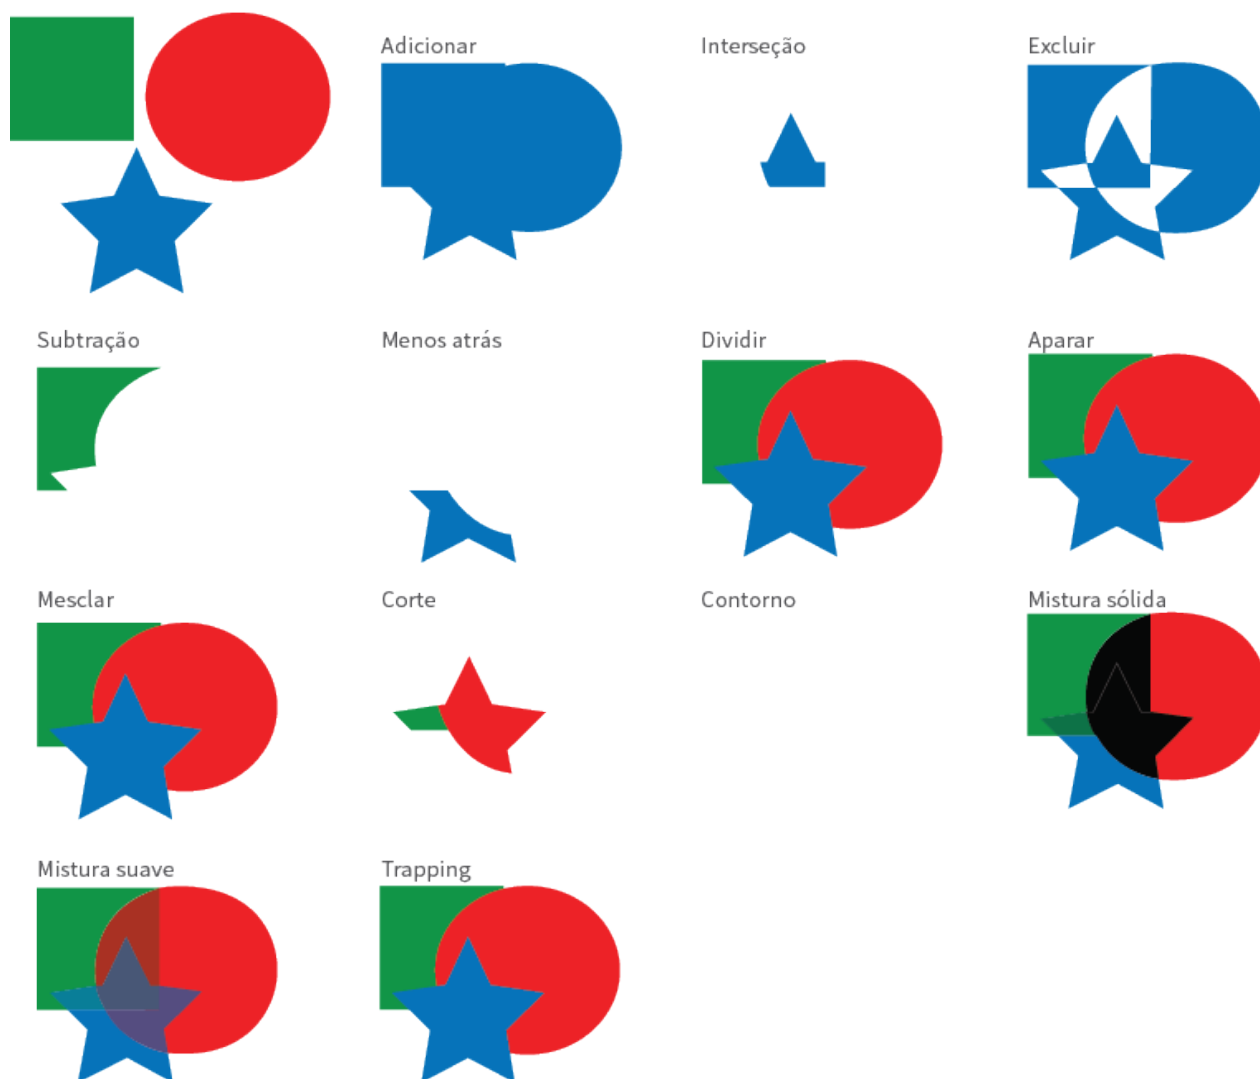 Adicionar
Interseção
Excluir
Subtração
Menos atrás
Dividir
Aparar
Mesclar
Corte
Contorno
Mistura sólida
Mistura suave
Trapping